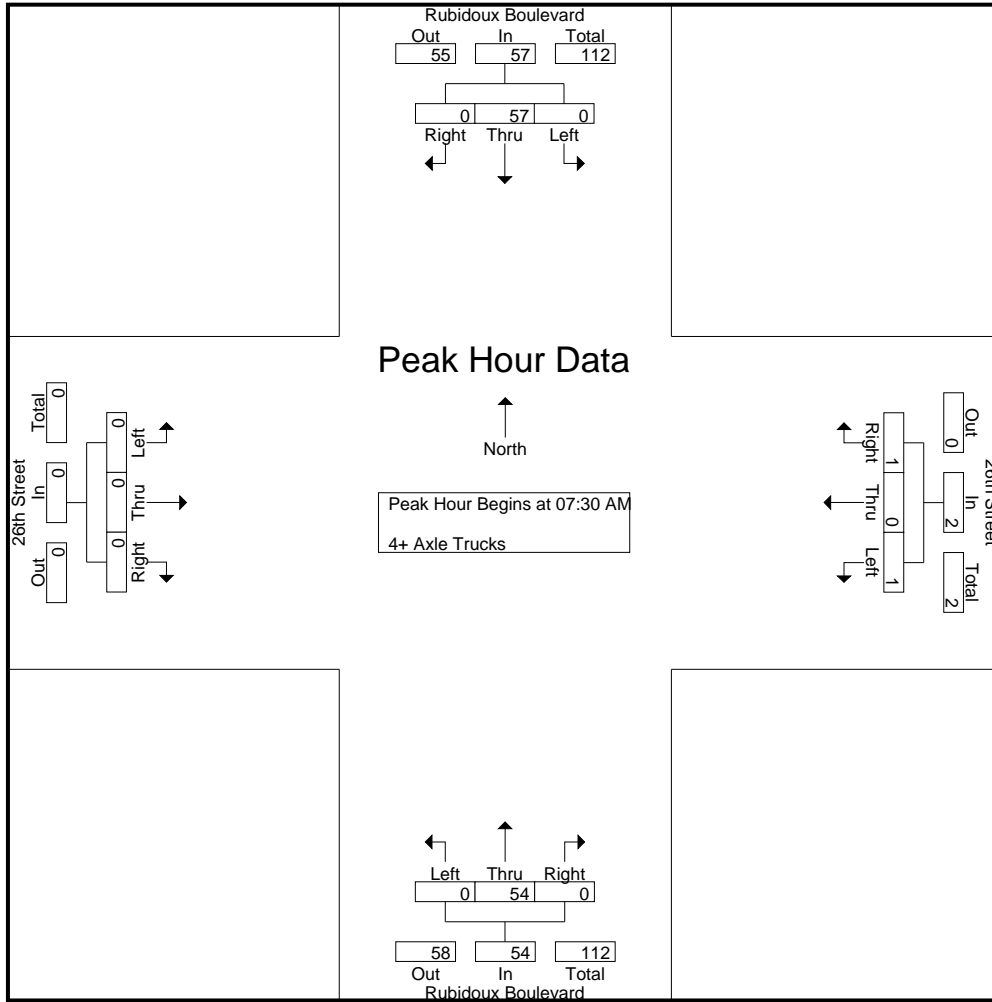 Rubidoux Boulevard
Out In Total
55 57 112
0 57 0
Right Thru Left
Peak Hour Data
North
Peak Hour Begins at 07:30 AM
4+ Axle Trucks
26th Street
Total In Out
0 0 0
0 0 0
Left Thru Right
26th Street
Out In Total
0 2 2
1 0 1
Right Thru Left
Left Thru Right
0 54 0
58 54 112
Out In Total
Rubidoux Boulevard